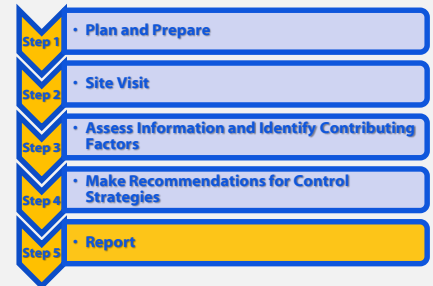 Step 1
• Plan and Prepare
Step 2
• Site Visit
Step 3
• Assess Information and Identify Contributing
Factors
Step 4
• Make Recommendations for Control
Strategies
Step 5
• Report